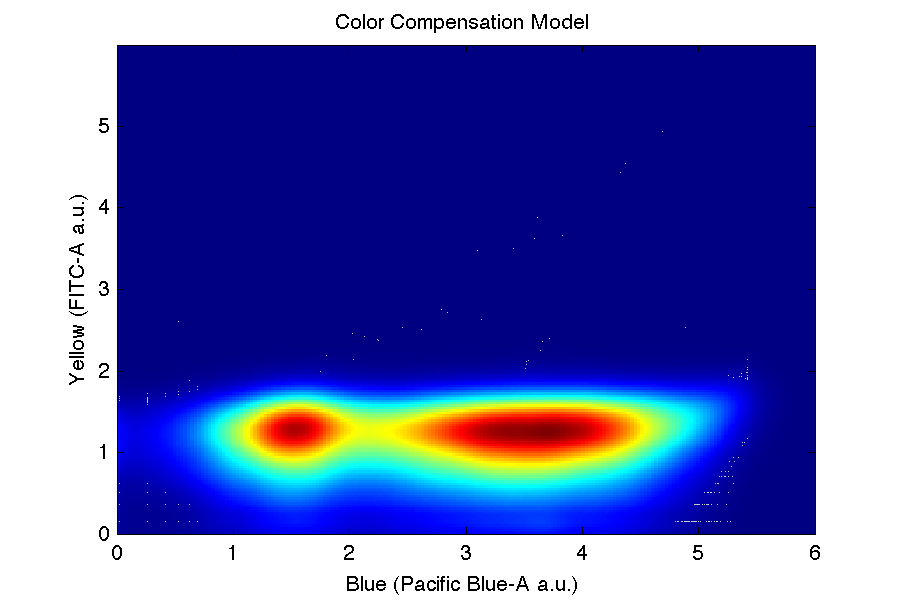 Color Compensation Model
Yellow (FITC-A a.u.)
5
4
3
2
1
0
0 1 2 3 4 5 6
Blue (Pacific Blue-A a.u.)